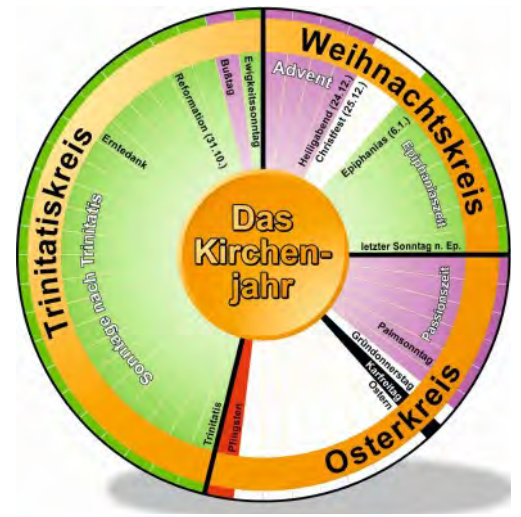 Das
Kirchen-
jahr
Weihnachtskreis
Advent
Heiligabend (24.12.)
Christfest (25.12.)
Epiphanias (6.1.)
Epiphaniaszeit
letzter Sonntag n. Ep.
Osterkreis
Passionszeit
Palmsonntag
Gründonnerstag
Karfreitag
Ostern
Pfingsten
Trinitatiskreis
Trinitatis
Sonntage nach Trinitatis
Erntedank
Reformation (31.10.)
Bußtag
Ewigkeitssonntag